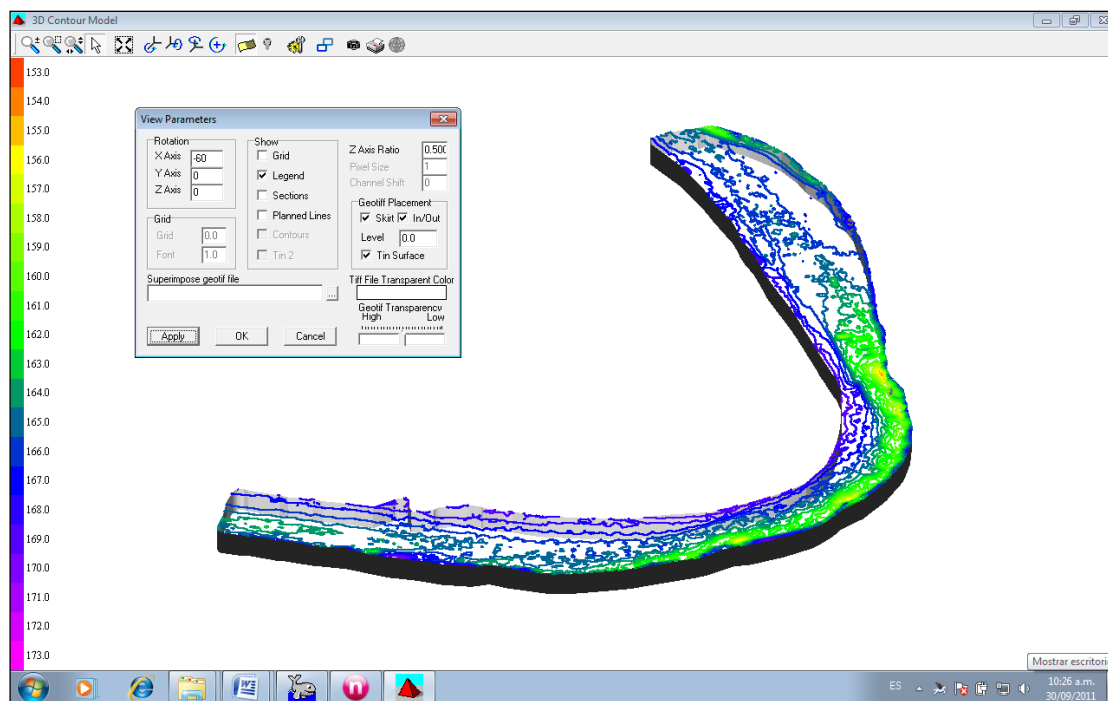 3D Contour Model
153.0
154.0
155.0
156.0
157.0
158.0
159.0
160.0
161.0
162.0
163.0
164.0
165.0
166.0
167.0
168.0
169.0
170.0
171.0
172.0
173.0
View Parameters
Rotation
X Axis -60
Y Axis 0
Z Axis 0
Grid
Grid 0.0
Font 1.0
Show
Grid
Legend
Sections
Planned Lines
Contours
Tin 2
Z Axis Ratio 0.500
Pixel Size 1
Channel Shift 0
Geotiff Placement
Skirt In/Out
Level 0.0
Tin Surface
Superimpose geotif file
...
Tiff File Transparent Color
Geotif Transparency
High Low
Apply OK Cancel
Mostrar escritorio
ES
10:26 a.m.
30/09/2011